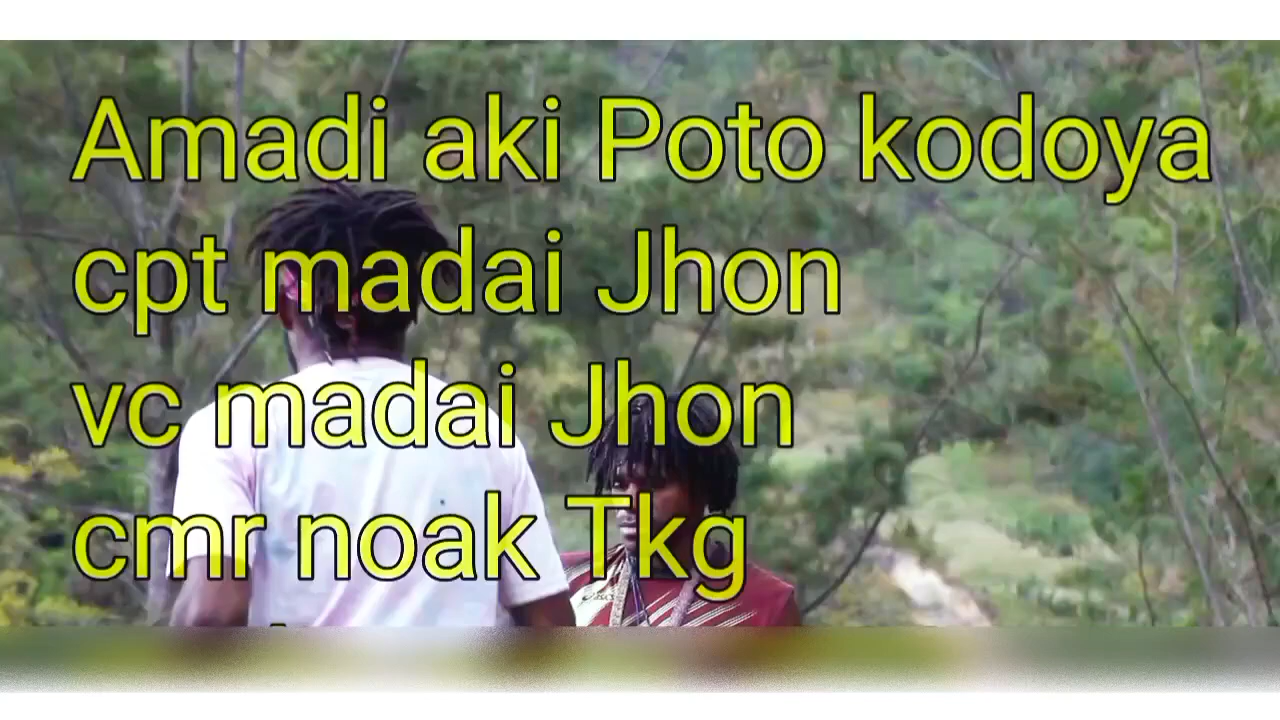 Amadi aki Poto kodoya
cpt madai Jhon
vc madai Jhon
cmr noak Tkg